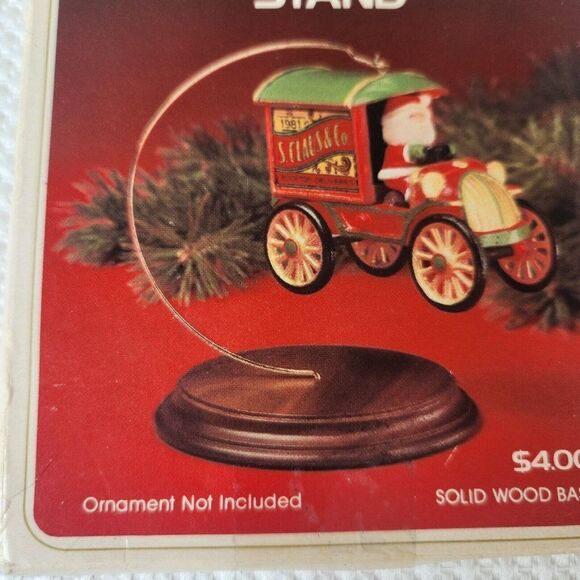 STAND
1981
S. CLAUS & Co.
$4.00
Ornament Not Included
SOLID WOOD BA